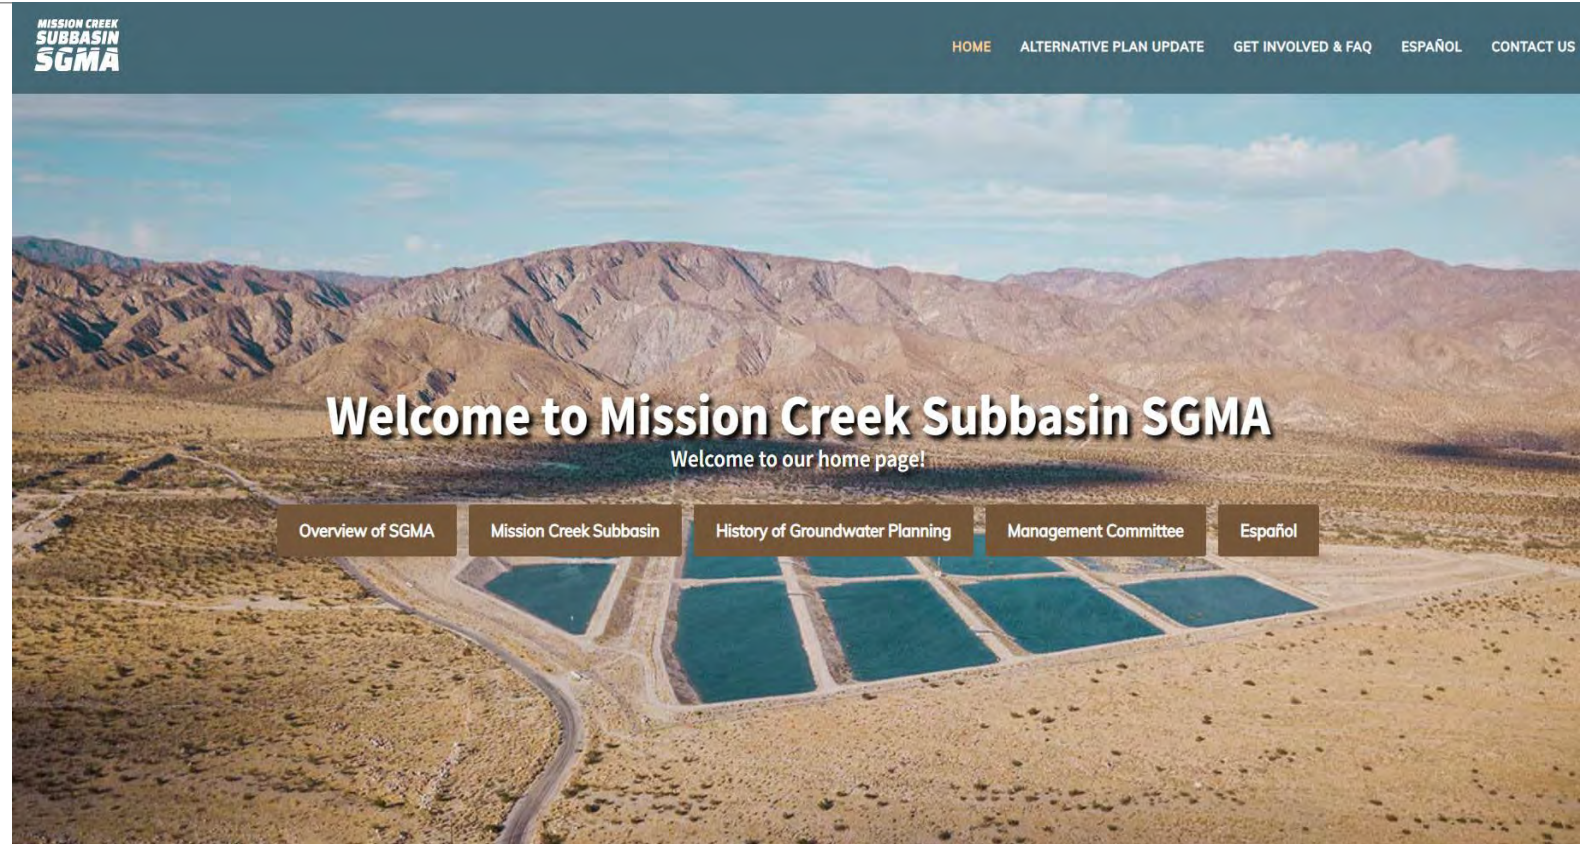 MISSION CREEK
SUBBASIN
SGMA
HOME ALTERNATIVE PLAN UPDATE GET INVOLVED & FAQ ESPAÑOL CONTACT US
Welcome to Mission Creek Subbasin SGMA
Welcome to our home page!
Overview of SGMA Mission Creek Subbasin History of Groundwater Planning Management Committee Español